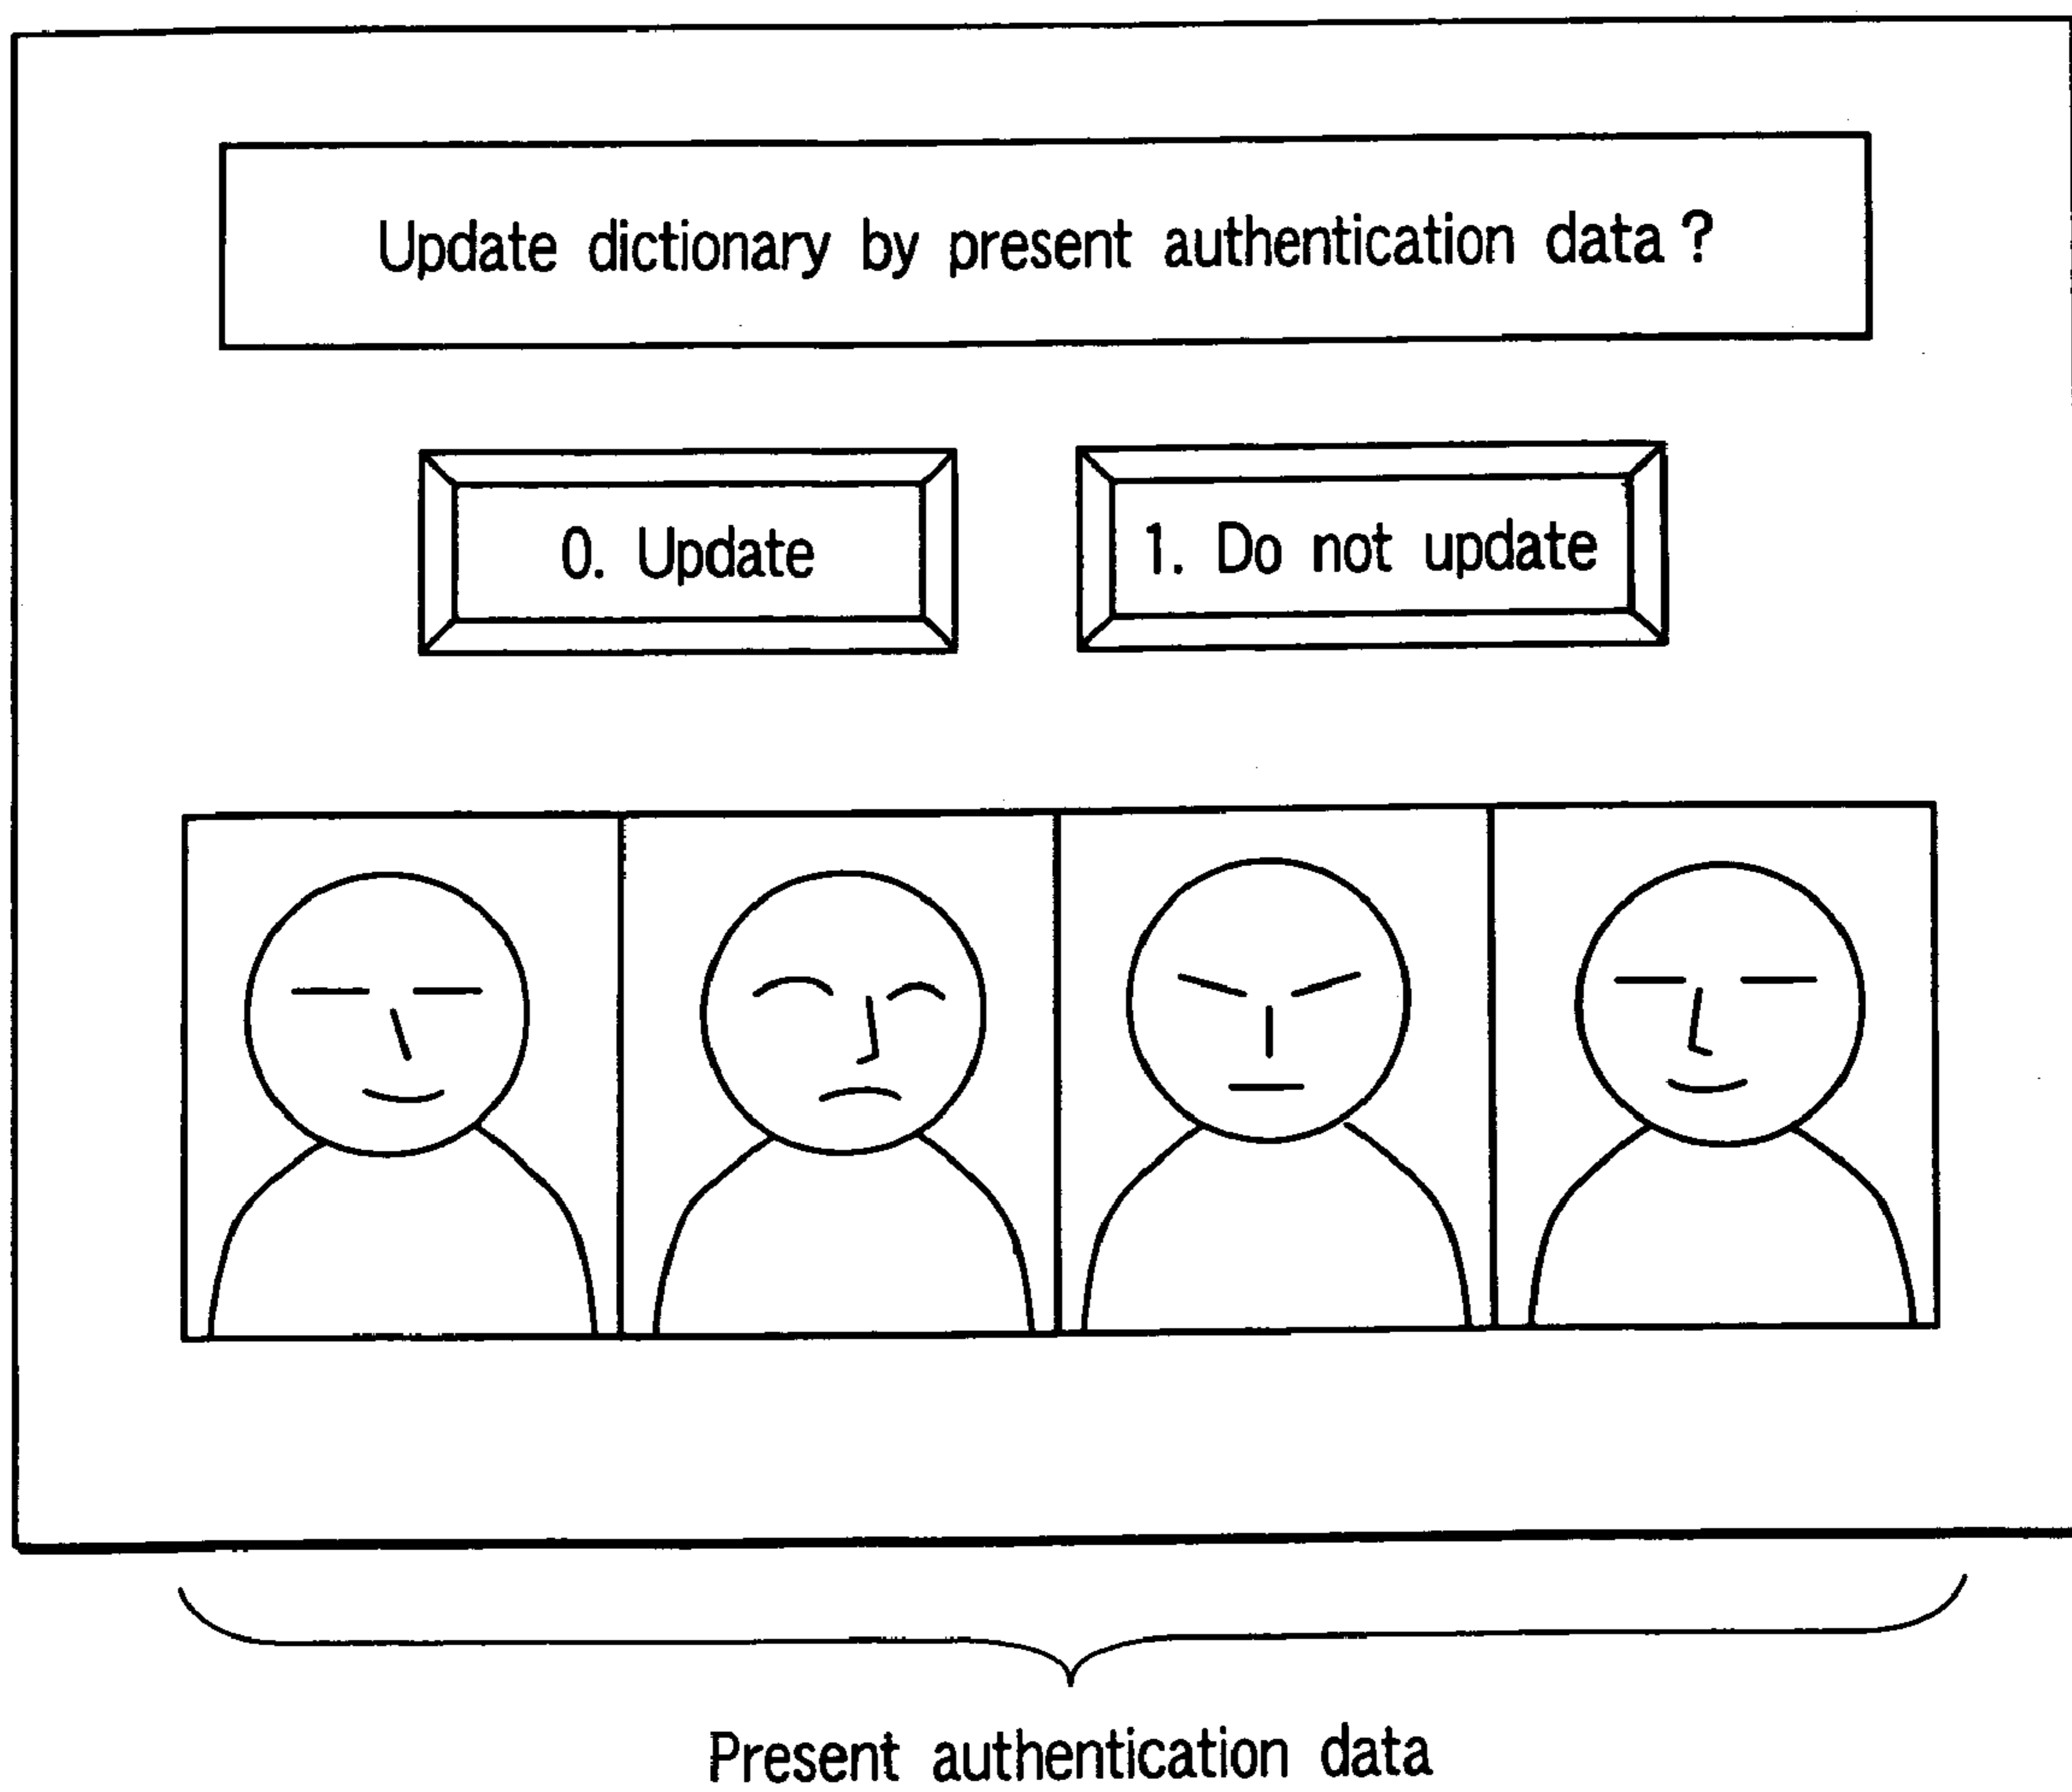 Update dictionary by present authentication data ?
0. Update
1. Do not update
Present authentication data